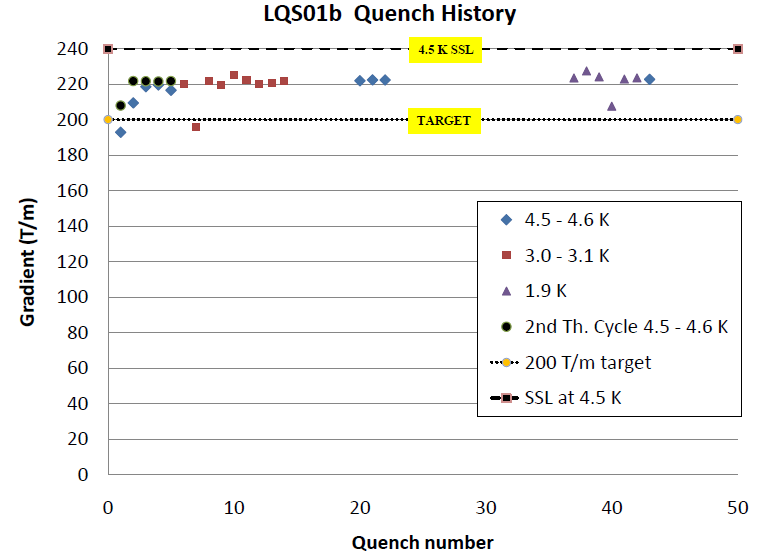 LQS01b Quench History
240
220
200
180
160
140
120
100
80
60
40
20
0
Gradient (T/m)
4.5 K SSL
TARGET
4.5 - 4.6 K
3.0 - 3.1 K
1.9 K
2nd Th. Cycle 4.5 - 4.6 K
200 T/m target
SSL at 4.5 K
0 10 20 30 40 50
Quench number